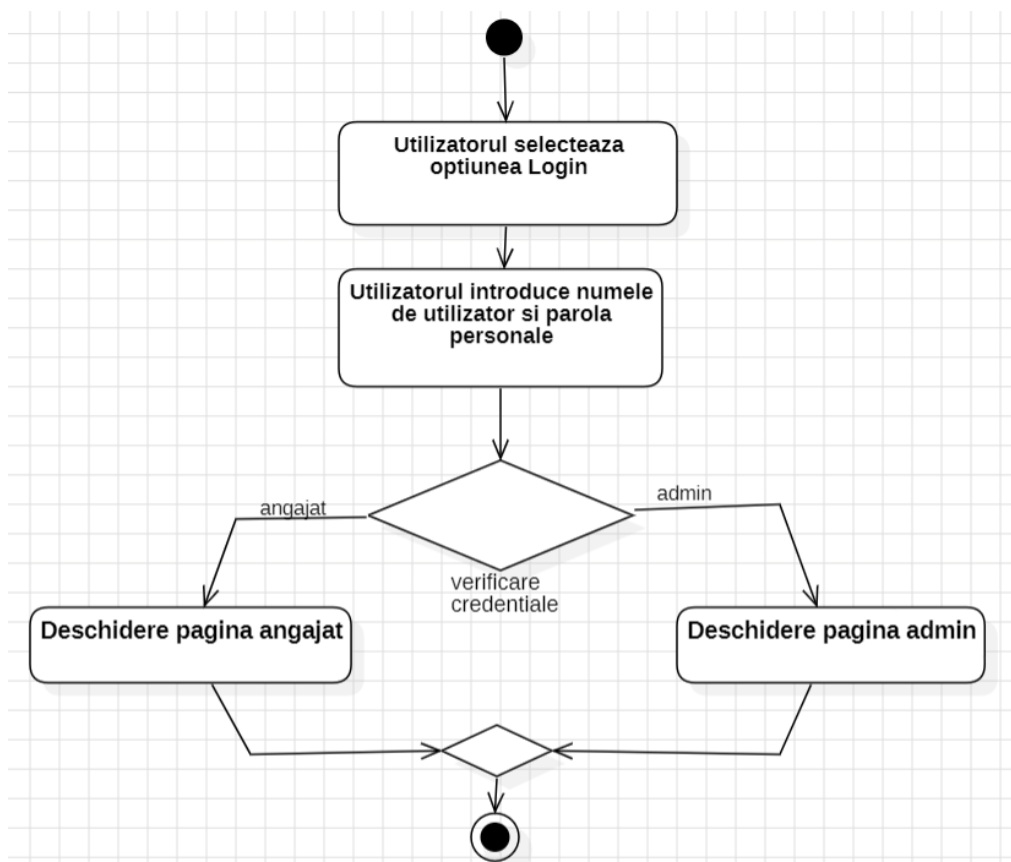 Utilizatorul selecteaza
optiunea Login
Utilizatorul introduce numele
de utilizator si parola
personale
angajat
admin
verificare
credentiale
Deschidere pagina angajat
Deschidere pagina admin